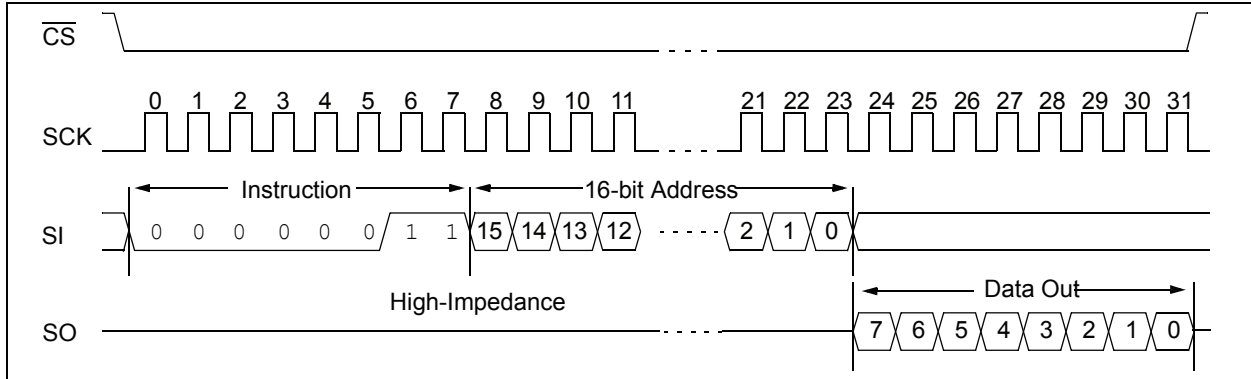 CS
0 1 2 3 4 5 6 7 8 9 10 11 21 22 23 24 25 26 27 28 29 30 31
SCK
Instruction 16-bit Address
SI 0 0 0 0 0 0 1 1 15 14 13 12 2 1 0
High-Impedance Data Out
SO 7 6 5 4 3 2 1 0